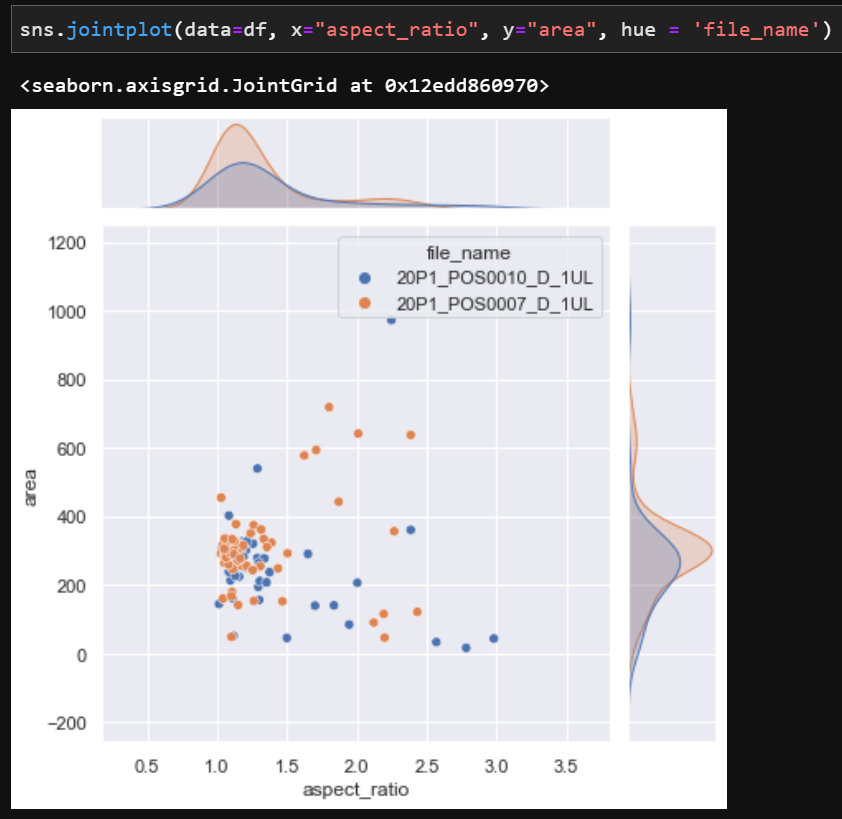 sns.jointplot(data=df, x="aspect_ratio", y="area", hue = 'file_name')
<seaborn.axisgrid.JointGrid at 0x12edd860970>
file_name
20P1_POS0010_D_1UL
20P1_POS0007_D_1UL
1200
1000
800
600
400
200
0
−200
area
0.5 1.0 1.5 2.0 2.5 3.0 3.5
aspect_ratio